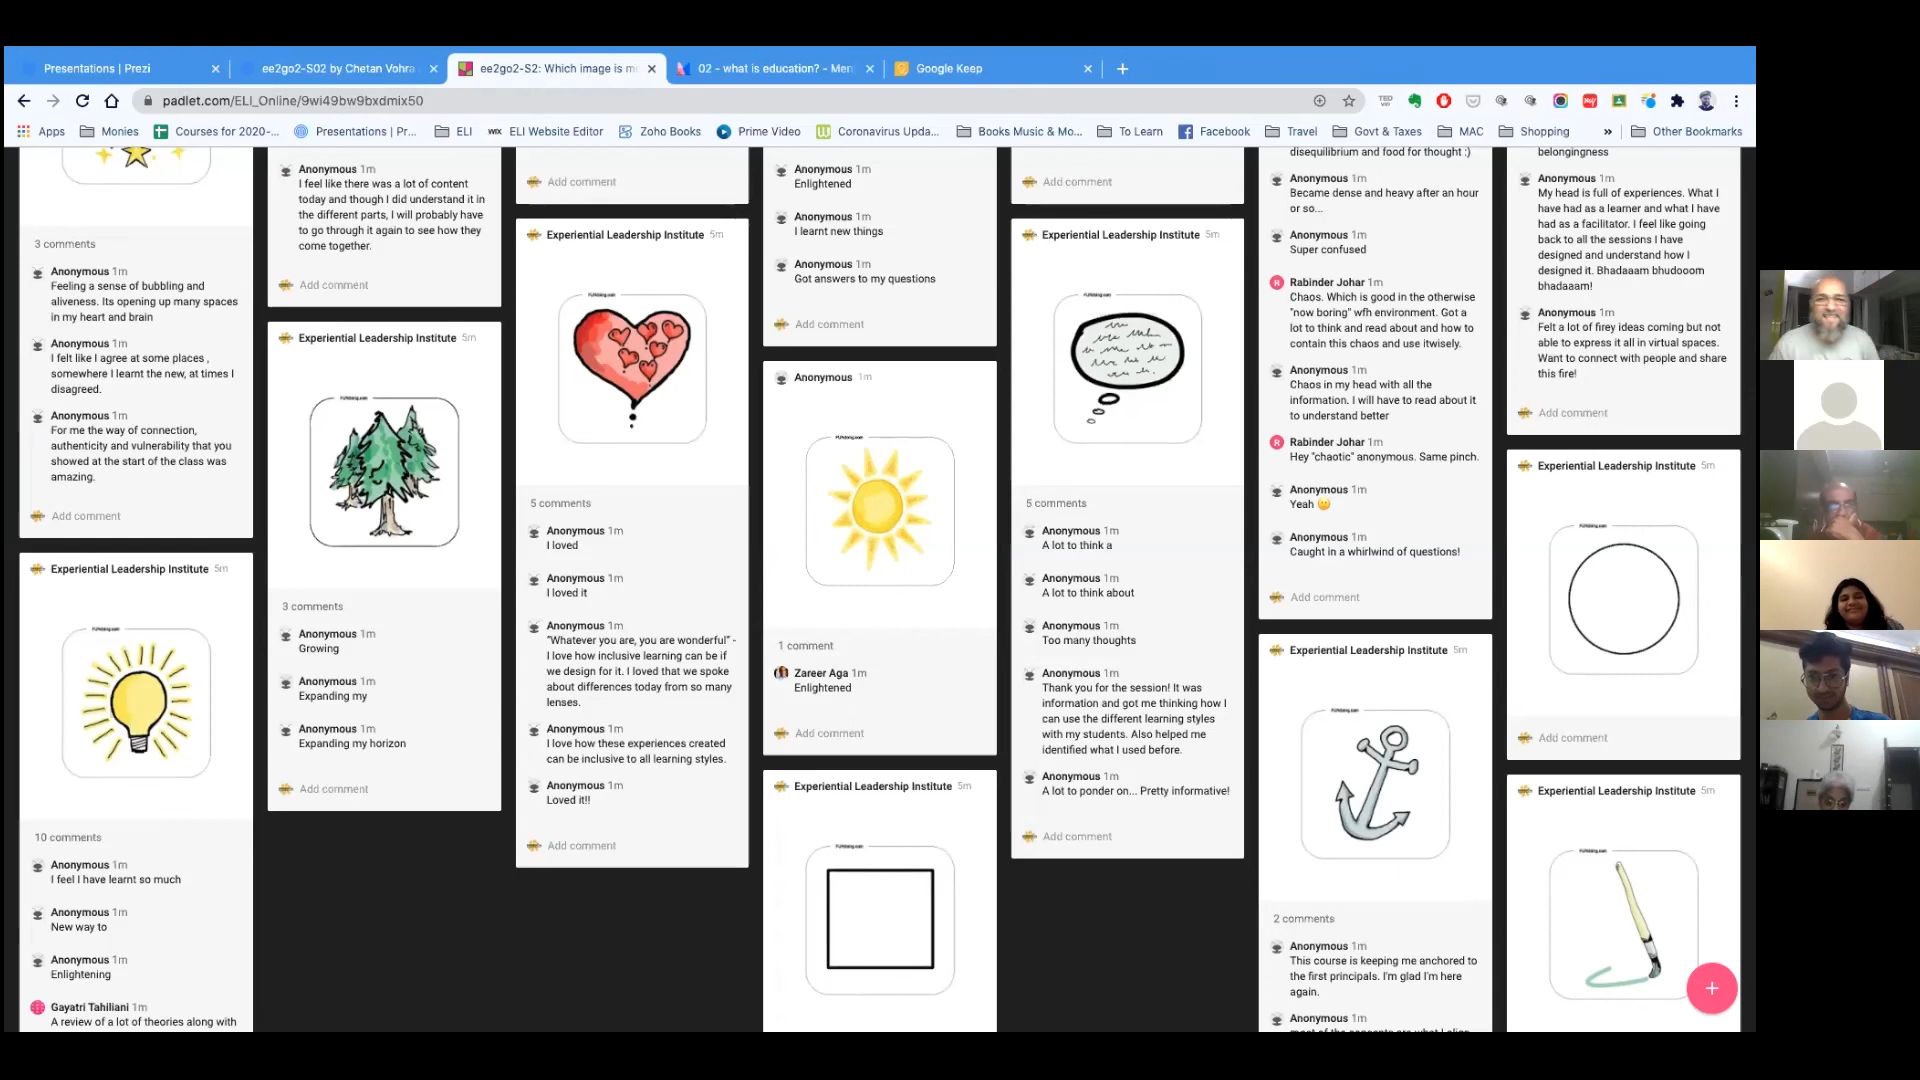 Presentations | Prezi
ee2go2-S02 by Chetan Vohra
ee2go2-S2: Which image is m
02 - what is education? - Men
Google Keep
padlet.com/ELI_Online/9wi49bw9bxdmix50
Apps
Monies
Courses for 2020-...
Presentations | Pr...
ELI
WIX ELI Website Editor
Zoho Books
Prime Video
Coronavirus Upda...
Books Music & Mo...
To Learn
Facebook
Travel
Govt & Taxes
MAC
Shopping
»
Other Bookmarks
3 comments
Anonymous 1m
Feeling a sense of bubbling and
aliveness. Its opening up many spaces
in my heart and brain
Anonymous 1m
I felt like I agree at some places ,
somewhere I learnt the new, at times I
disagreed.
Anonymous 1m
For me the way of connection,
authenticity and vulnerability that you
showed at the start of the class was
amazing.
Add comment
Experiential Leadership Institute 5m
10 comments
Anonymous 1m
I feel I have learnt so much
Anonymous 1m
New way to
Anonymous 1m
Enlightening
Gayatri Tahiliani 1m
A review of a lot of theories along with
Anonymous 1m
I feel like there was a lot of content
today and though I did understand it in
the different parts, I will probably have
to go through it again to see how they
come together.
Add comment
Experiential Leadership Institute 5m
3 comments
Anonymous 1m
Growing
Anonymous 1m
Expanding my
Anonymous 1m
Expanding my horizon
Add comment
Add comment
Experiential Leadership Institute 5m
5 comments
Anonymous 1m
I loved
Anonymous 1m
I loved it
Anonymous 1m
"Whatever you are, you are wonderful" -
I love how inclusive learning can be if
we design for it. I loved that we spoke
about differences today from so many
lenses.
Anonymous 1m
I love how these experiences created
can be inclusive to all learning styles.
Anonymous 1m
Loved it!!
Add comment
Anonymous 1m
Enlightened
Anonymous 1m
I learnt new things
Anonymous 1m
Got answers to my questions
Add comment
Anonymous 1m
1 comment
Zareer Aga 1m
Enlightened
Add comment
Experiential Leadership Institute 5m
Add comment
Experiential Leadership Institute 5m
5 comments
Anonymous 1m
A lot to think a
Anonymous 1m
A lot to think about
Anonymous 1m
Too many thoughts
Anonymous 1m
Thank you for the session! It was
information and got me thinking how I
can use the different learning styles
with my students. Also helped me
identified what I used before.
Anonymous 1m
A lot to ponder on... Pretty informative!
Add comment
disequilibrium and food for thought :)
Anonymous 1m
Became dense and heavy after an hour
or so...
Anonymous 1m
Super confused
R Rabinder Johar 1m
Chaos. Which is good in the otherwise
"now boring" wfh environment. Got a
lot to think and read about and how to
contain this chaos and use itwisely.
Anonymous 1m
Chaos in my head with all the
information. I will have to read about it
to understand better
R Rabinder Johar 1m
Hey "chaotic" anonymous. Same pinch.
Anonymous 1m
Yeah
Anonymous 1m
Caught in a whirlwind of questions!
Add comment
Experiential Leadership Institute 5m
2 comments
Anonymous 1m
This course is keeping me anchored to
the first principals. I'm glad I'm here
again.
Anonymous 1m
most of the concepts are what I align
belongingness
Anonymous 1m
My head is full of experiences. What I
have had as a learner and what I have
had as a facilitator. I feel like going
back to all the sessions I have
designed and understand how I
designed it. Bhadaaam bhudooom
bhadaaam!
Anonymous 1m
Felt a lot of firey ideas coming but not
able to express it all in virtual spaces.
Want to connect with people and share
this fire!
Add comment
Experiential Leadership Institute 5m
Add comment
Experiential Leadership Institute 5m